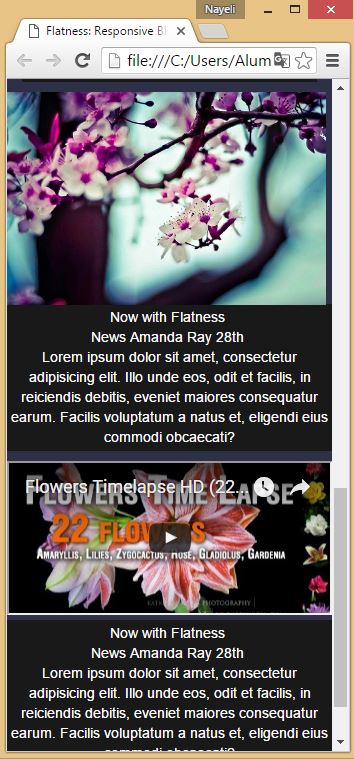 Nayeli
Flatness: Responsive Bl
file:///C:/Users/Alum
Now with Flatness
News Amanda Ray 28th
Lorem ipsum dolor sit amet, consectetur
adipisicing elit. Illo unde eos, odit et facilis, in
reiciendis debitis, eveniet maiores consequatur
earum. Facilis voluptatum a natus et, eligendi eius
commodi obcaecati?
Flowers Timelapse HD (22...
FLOWERS TIMELAPSE
22 FLOWERS
AMARYLLIS, LILIES, ZYGOCACTUS, ROSE, GLADIOLUS, GARDENIA
PHOTOGRAPHY
Now with Flatness
News Amanda Ray 28th
Lorem ipsum dolor sit amet, consectetur
adipisicing elit. Illo unde eos, odit et facilis, in
reiciendis debitis, eveniet maiores consequatur
earum. Facilis voluptatum a natus et, eligendi eius
commodi obcaecati?